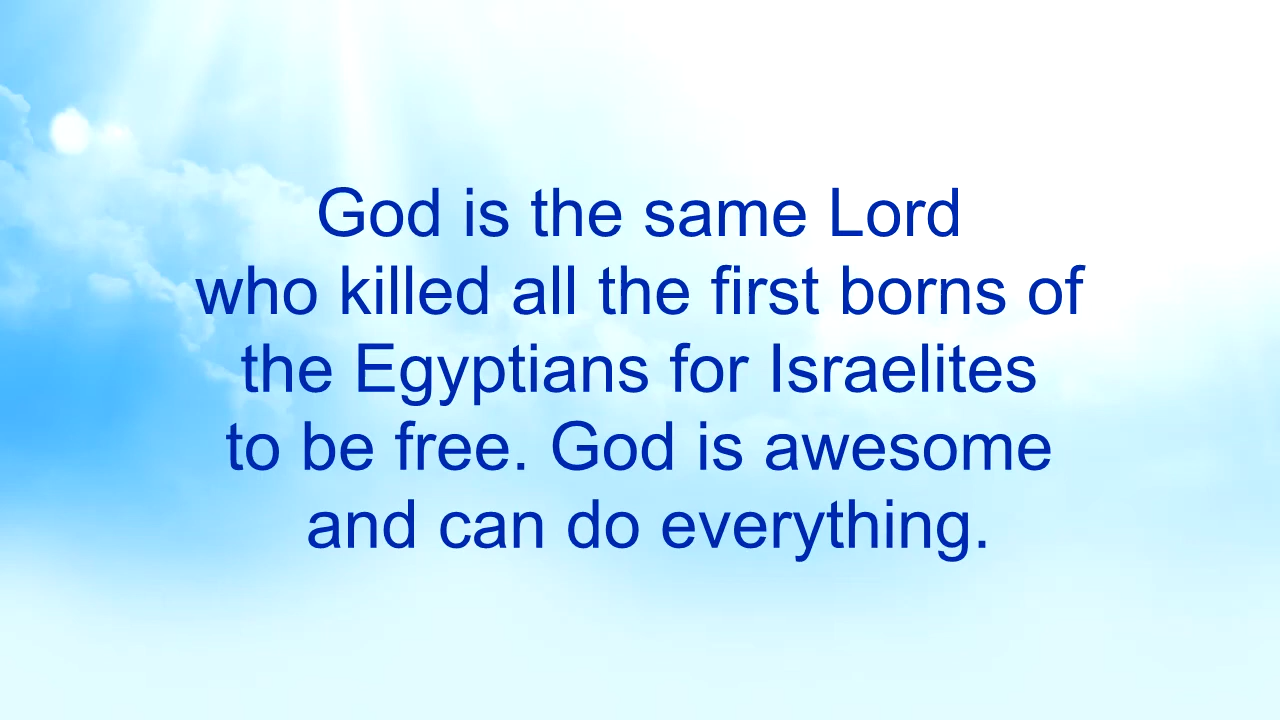 God is the same Lord
who killed all the first borns of
the Egyptians for Israelites
to be free. God is awesome
and can do everything.